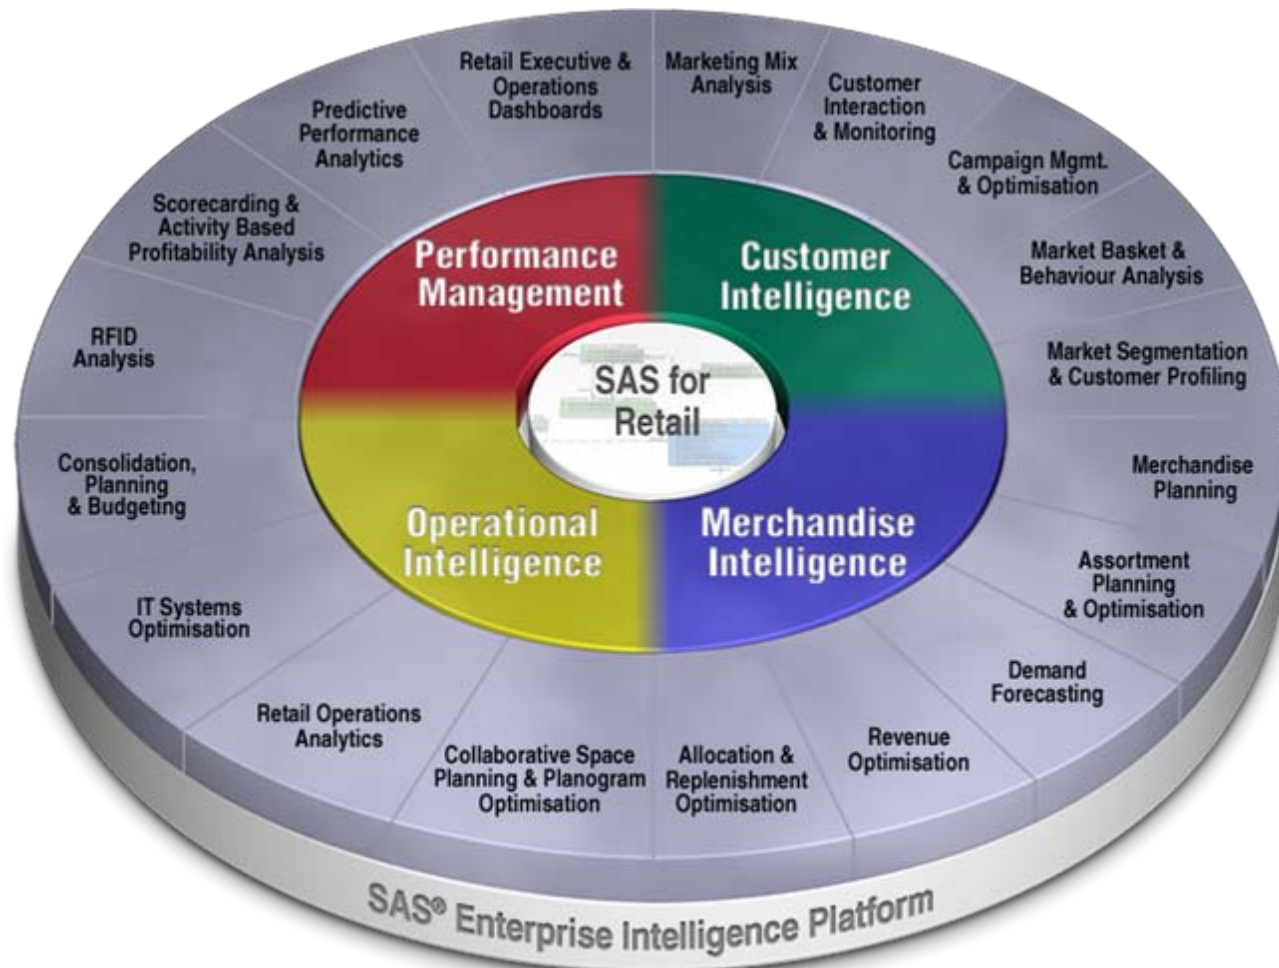 Retail Executive &
Operations
Dashboards
Marketing Mix
Analysis
Customer
Interaction
& Monitoring
Campaign Mgmt.
& Optimisation
Market Basket &
Behaviour Analysis
Market Segmentation
& Customer Profiling
Merchandise
Planning
Assortment
Planning
& Optimisation
Demand
Forecasting
Revenue
Optimisation
Allocation &
Replenishment
Optimisation
Collaborative Space
Planning & Planogram
Optimisation
Retail Operations
Analytics
IT Systems
Optimisation
Consolidation,
Planning
& Budgeting
RFID
Analysis
Scorecarding &
Activity Based
Profitability Analysis
Predictive
Performance
Analytics
Performance
Management
Customer
Intelligence
SAS for
Retail
Operational
Intelligence
Merchandise
Intelligence
SAS® Enterprise Intelligence Platform